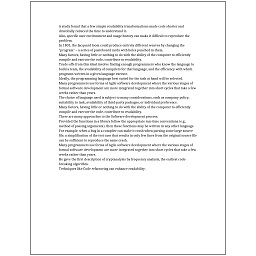 A study found that a few simple readability transformations made code shorter and
drastically reduced the time to understand it.
Also, specific user environment and usage history can make it difficult to reproduce the
problem.
In 1801, the Jacquard loom could produce entirely different weaves by changing the
"program" - a series of pasteboard cards with holes punched in them.
Many factors, having little or nothing to do with the ability of the computer to efficiently
compile and execute the code, contribute to readability.
Trade-offs from this ideal involve finding enough programmers who know the language to
build a team, the availability of compilers for that language, and the efficiency with which
programs written in a given language execute.
Ideally, the programming language best suited for the task at hand will be selected.
Many programmers use forms of Agile software development where the various stages of
formal software development are more integrated together into short cycles that take a few
weeks rather than years.
The choice of language used is subject to many considerations, such as company policy,
suitability to task, availability of third-party packages, or individual preference.
Many factors, having little or nothing to do with the ability of the computer to efficiently
compile and execute the code, contribute to readability.
There are many approaches to the Software development process.
Provided the functions in a library follow the appropriate run-time conventions (e.g.,
method of passing arguments), then these functions may be written in any other language.
For example, when a bug in a compiler can make it crash when parsing some large source
file, a simplification of the test case that results in only few lines from the original source file
can be sufficient to reproduce the same crash.
Many programmers use forms of Agile software development where the various stages of
formal software development are more integrated together into short cycles that take a few
weeks rather than years.
He gave the first description of cryptanalysis by frequency analysis, the earliest code-
breaking algorithm.
Techniques like Code refactoring can enhance readability.